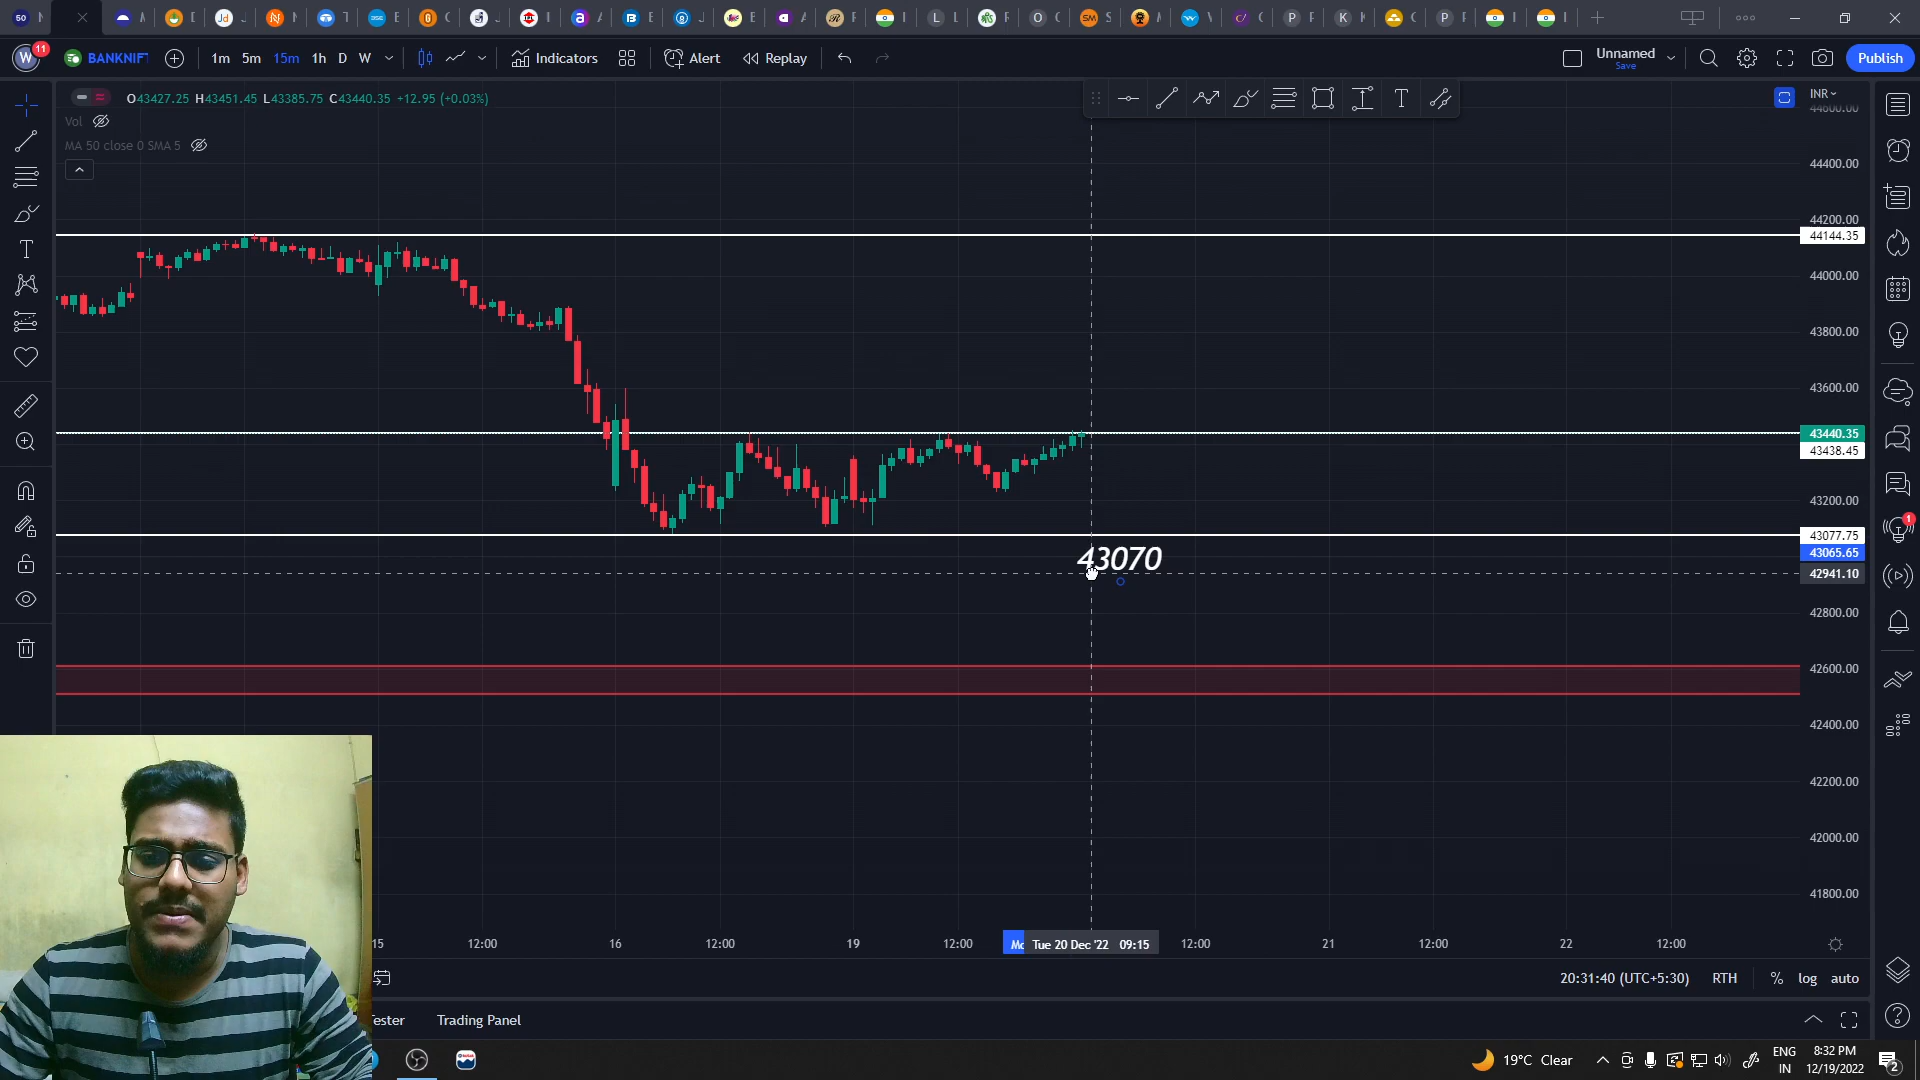 50
11
W
BANKNIF
1m 5m 15m 1h D W
Indicators
Alert
Replay
Unnamed
Save
Publish
O43427.25 H43451.45 L43385.75 C43440.35 +12.95 (+0.03%)
Vol
MA 50 close 0 SMA 5
INR
44600.00
44400.00
44200.00
44144.35
44000.00
43800.00
43600.00
43440.35
43438.45
43200.00
43077.75
43065.65
42941.10
42800.00
42600.00
42400.00
42200.00
42000.00
41800.00
43070
1
15 12:00 16 12:00 19 12:00 Mo Tue 20 Dec '22 09:15 12:00 21 12:00 22 12:00
20:31:40 (UTC+5:30) RTH % log auto
ester Trading Panel
19°C Clear
ENG
IN
8:32 PM
12/19/2022
2